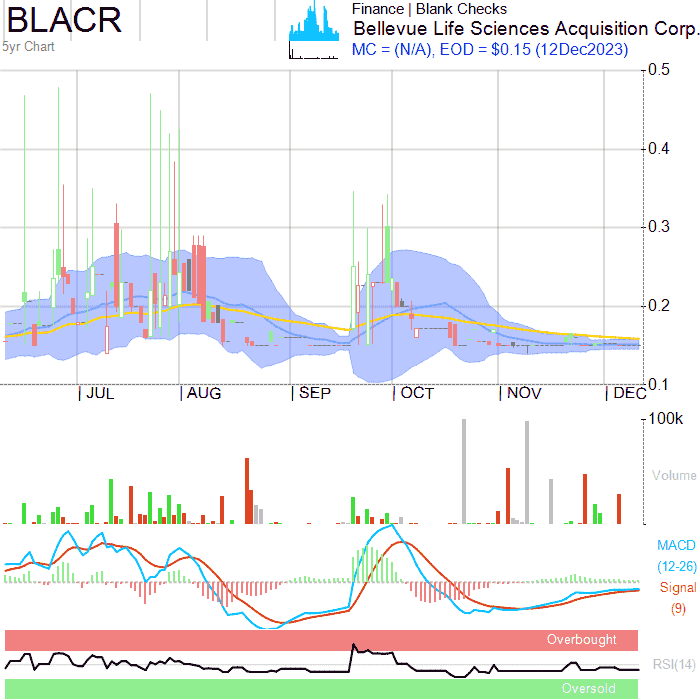 BLACR
5yr Chart
Finance | Blank Checks
Bellevue Life Sciences Acquisition Corp.
MC = (N/A), EOD = $0.15 (12Dec2023)
0.5
0.4
0.3
0.2
0.1
| JUL | AUG | SEP | OCT | NOV | DEC
100k
Volume
MACD
(12-26)
Signal
(9)
Overbought
RSI(14)
Oversold